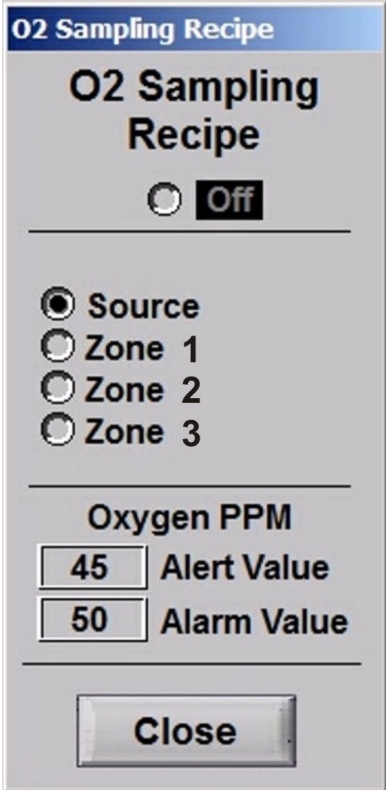 O2 Sampling Recipe
O2 Sampling
Recipe
Off
Source
Zone 1
Zone 2
Zone 3
Oxygen PPM
45 Alert Value
50 Alarm Value
Close